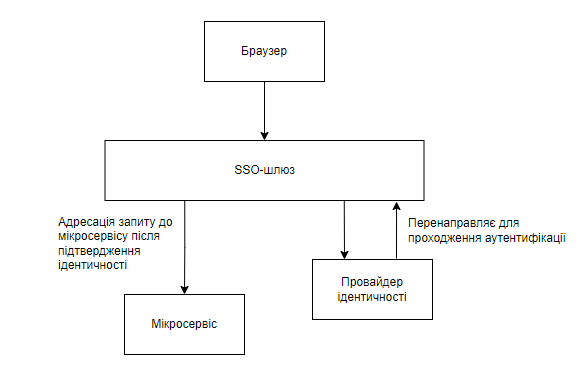 Браузер
SSO-шлюз
Адресація запиту до
мікросервісу після
підтвердження
ідентичності
Перенаправляє для
проходження аутентифікації
Провайдер
ідентичності
Мікросервіс